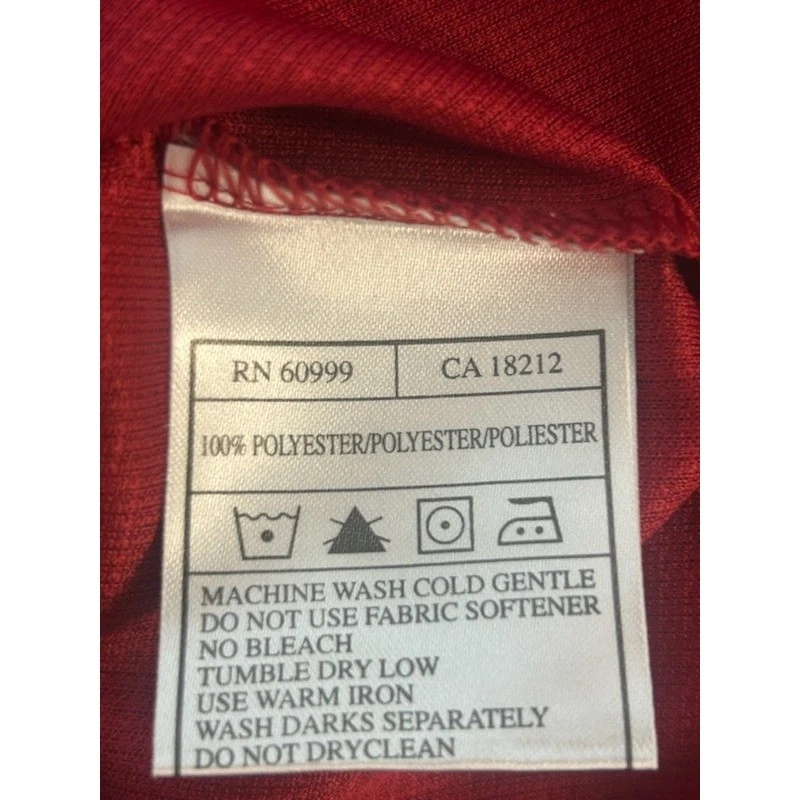 RN 60999 CA 18212
100% POLYESTER/POLYESTER/POLIESTER
MACHINE WASH COLD GENTLE
DO NOT USE FABRIC SOFTENER
NO BLEACH
TUMBLE DRY LOW
USE WARM IRON
WASH DARKS SEPARATELY
DO NOT DRYCLEAN